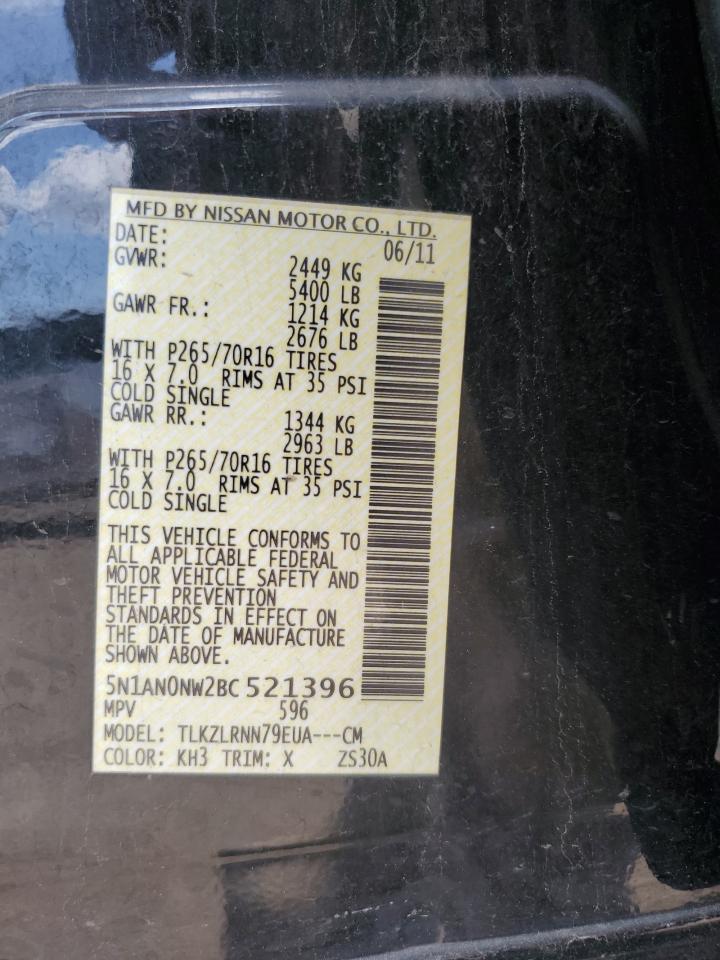 MFD BY NISSAN MOTOR CO., LTD.
DATE: 06/11
GVWR: 2449 KG
5400 LB
GAWR FR.: 1214 KG
2676 LB
WITH P265/70R16 TIRES
16 X 7.0 RIMS AT 35 PSI
COLD SINGLE
GAWR RR.: 1344 KG
2963 LB
WITH P265/70R16 TIRES
16 X 7.0 RIMS AT 35 PSI
COLD SINGLE
THIS VEHICLE CONFORMS TO
ALL APPLICABLE FEDERAL
MOTOR VEHICLE SAFETY AND
THEFT PREVENTION
STANDARDS IN EFFECT ON
THE DATE OF MANUFACTURE
SHOWN ABOVE.
5N1AN0NW2BC 521396
MPV 596
MODEL: TLKZLRNN79EUA---CM
COLOR: KH3 TRIM: X ZS30A